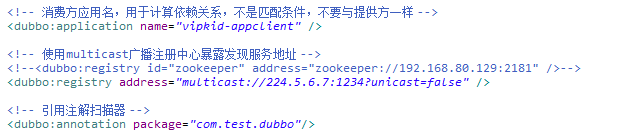 <!-- 消费方应用名，用于计算依赖关系，不是匹配条件，不要与提供方一样 -->
<dubbo:application name="vipkid-appclient" />
<!-- 使用multicast广播注册中心暴露发现服务地址 -->
<!--<dubbo:registry id="zookeeper" address="zookeeper://192.168.80.129:2181" />-->
<dubbo:registry address="multicast://224.5.6.7:1234?unicast=false" />
<!-- 引用注解扫描器 -->
<dubbo:annotation package="com.test.dubbo"/>